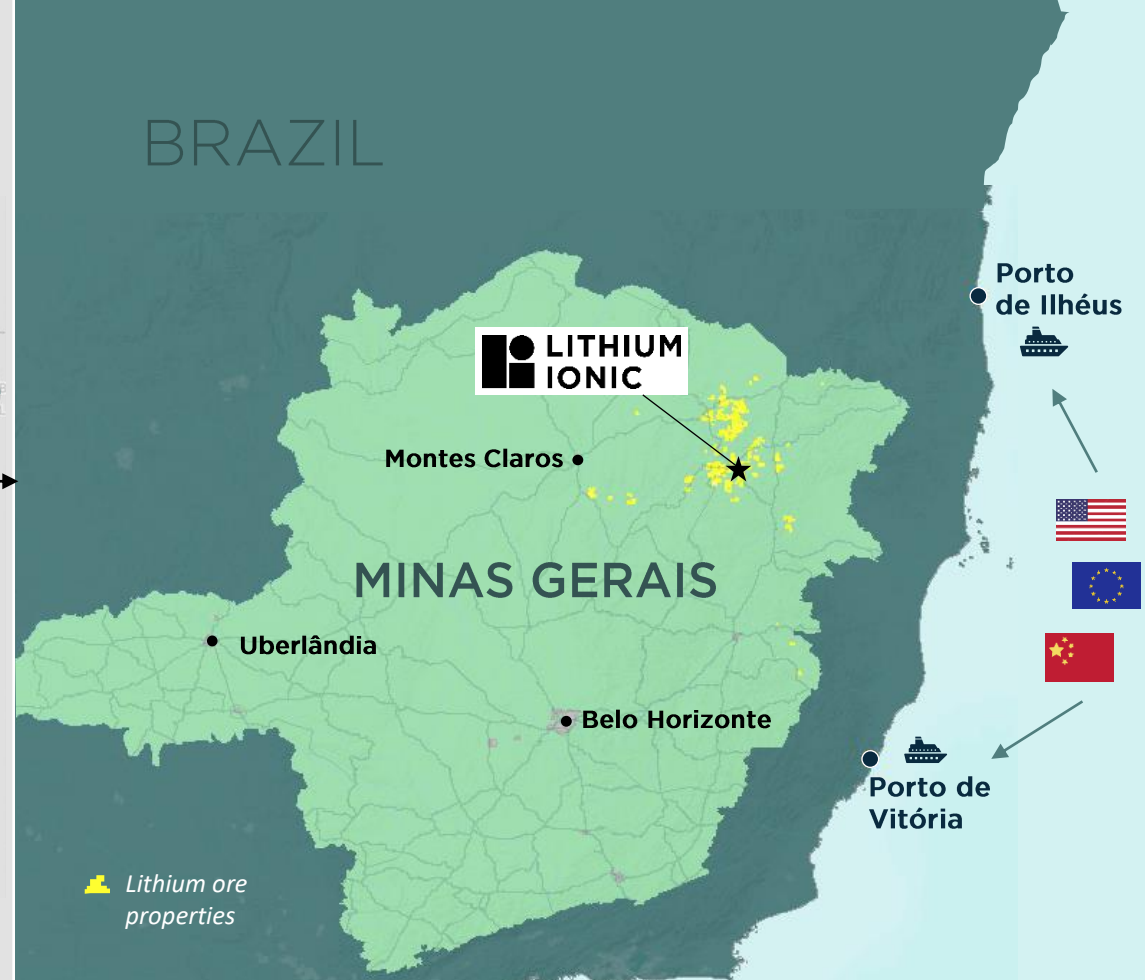 BRAZIL
Porto
de Ilhéus
LITHIUM
IONIC
Montes Claros
MINAS GERAIS
Uberlândia
Belo Horizonte
Porto de
Vitória
Lithium ore
properties